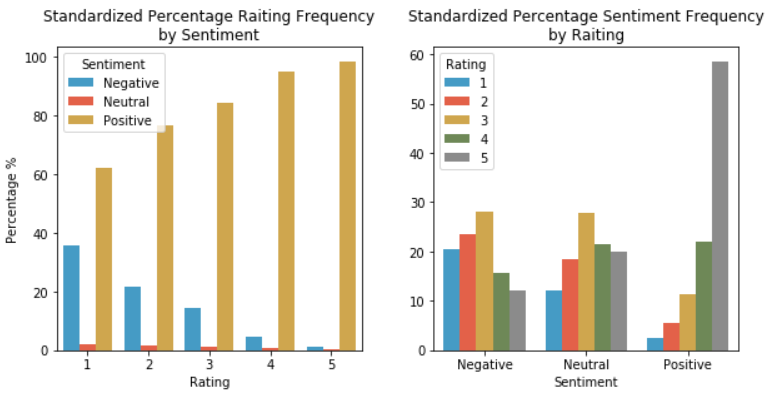 Standardized Percentage Raiting Frequency
by Sentiment
Percentage %
100
80
60
40
20
0
Sentiment
Negative
Neutral
Positive
1 2 3 4 5
Rating
Standardized Percentage Sentiment Frequency
by Raiting
60
50
40
30
20
10
0
Rating
1
2
3
4
5
Negative Neutral Positive
Sentiment